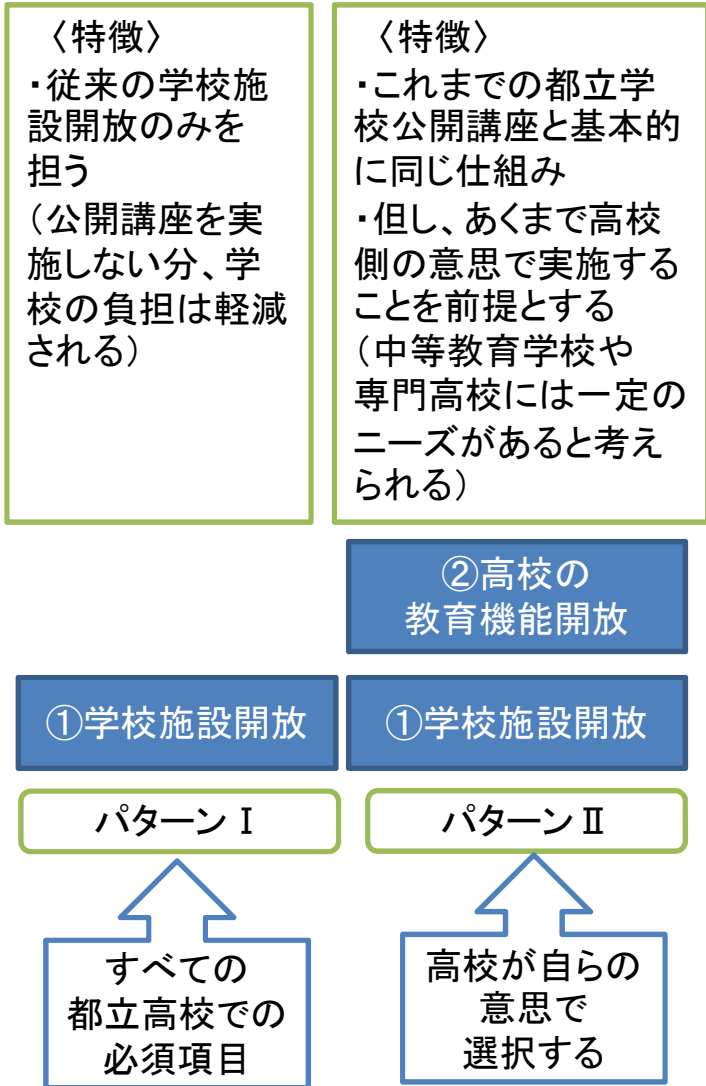 〈特徴〉
・従来の学校施
設開放のみを
担う
（公開講座を実
施しない分、学
校の負担は軽減
される）
〈特徴〉
・これまでの都立学
校公開講座と基本的
に同じ仕組み
・但し、あくまで高校
側の意思で実施する
ことを前提とする
（中等教育学校や
専門高校には一定の
ニーズがあると考え
られる）
②高校の
教育機能開放
①学校施設開放
①学校施設開放
パターンⅠ
パターンⅡ
すべての
都立高校での
必須項目
高校が自らの
意思で
選択する